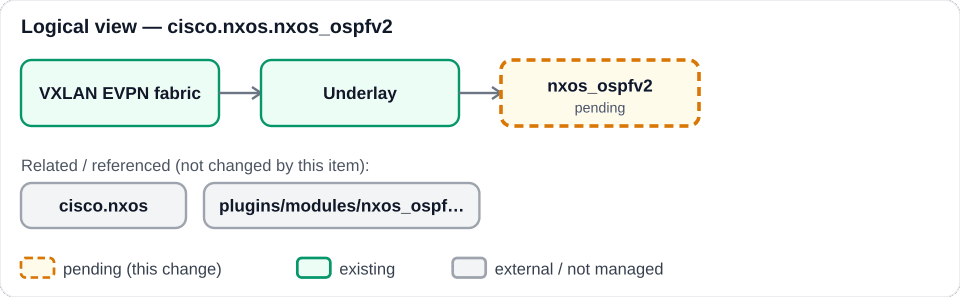 Logical view — cisco.nxos.nxos_ospfv2
VXLAN EVPN fabric
Underlay
nxos_ospfv2
pending
Related / referenced (not changed by this item):
cisco.nxos
plugins/modules/nxos_ospf…
pending (this change)
existing
external / not managed